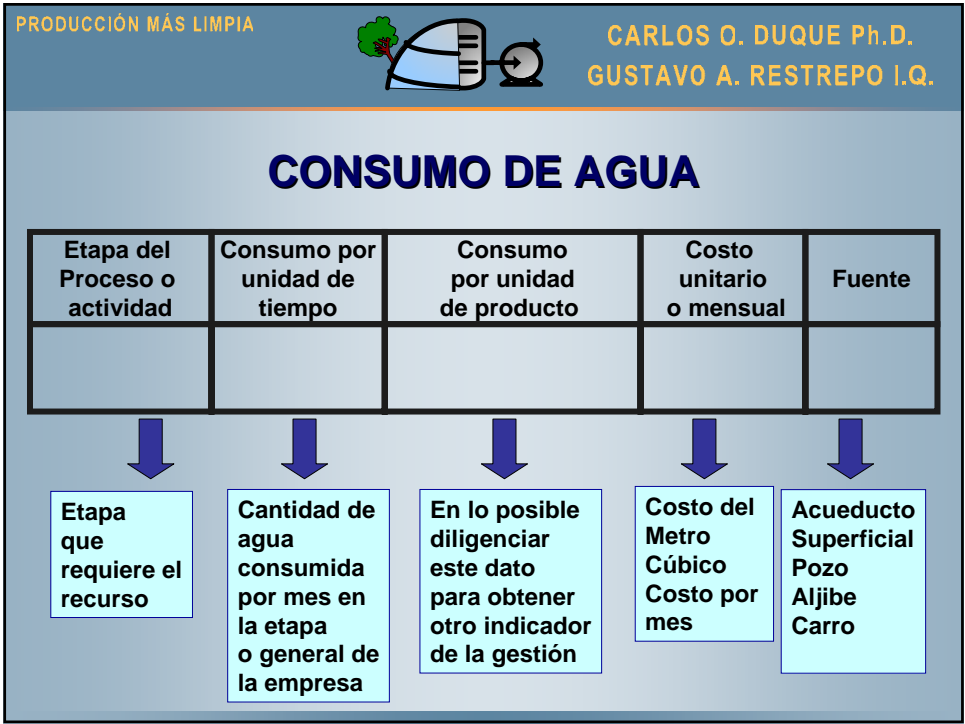 PRODUCCIÓN MÁS LIMPIA
CARLOS O. DUQUE Ph.D.
GUSTAVO A. RESTREPO I.Q.
CONSUMO DE AGUA
Etapa del
Proceso o
actividad
Consumo por
unidad de
tiempo
Consumo
por unidad
de producto
Costo
unitario
o mensual
Fuente
Etapa
que
requiere el
recurso
Cantidad de
agua
consumida
por mes en
la etapa
o general de
la empresa
En lo posible
diligenciar
este dato
para obtener
otro indicador
de la gestión
Costo del
Metro
Cúbico
Costo por
mes
Acueducto
Superficial
Pozo
Aljibe
Carro